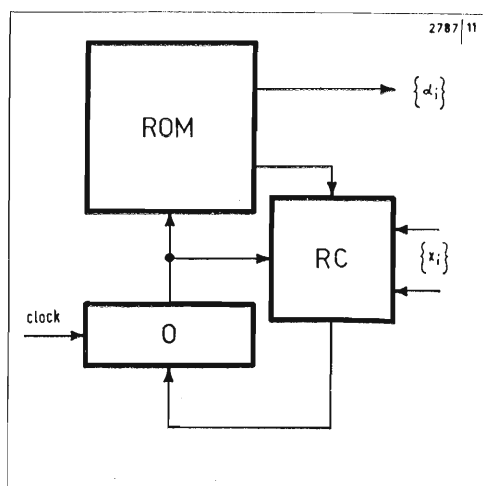 2787/11
{αi}
ROM
RC
{xi}
clock
O